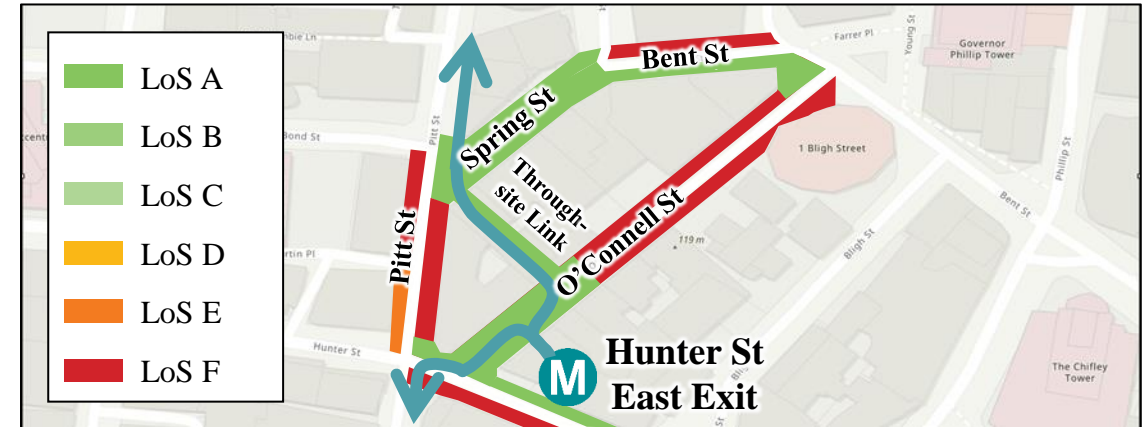 LoS A
LoS B
LoS C
LoS D
LoS E
LoS F
Bent St
Farrer Pl
Young St
Governor
Phillip Tower
Pitt St
Bond St
Spring St
Through-
site Link
1 Bligh Street
Phillip St
Bent St
O'Connell St
119 m
Bligh St
Pitt St
Hunter St
M
Hunter St
East Exit
The Chifley
Tower